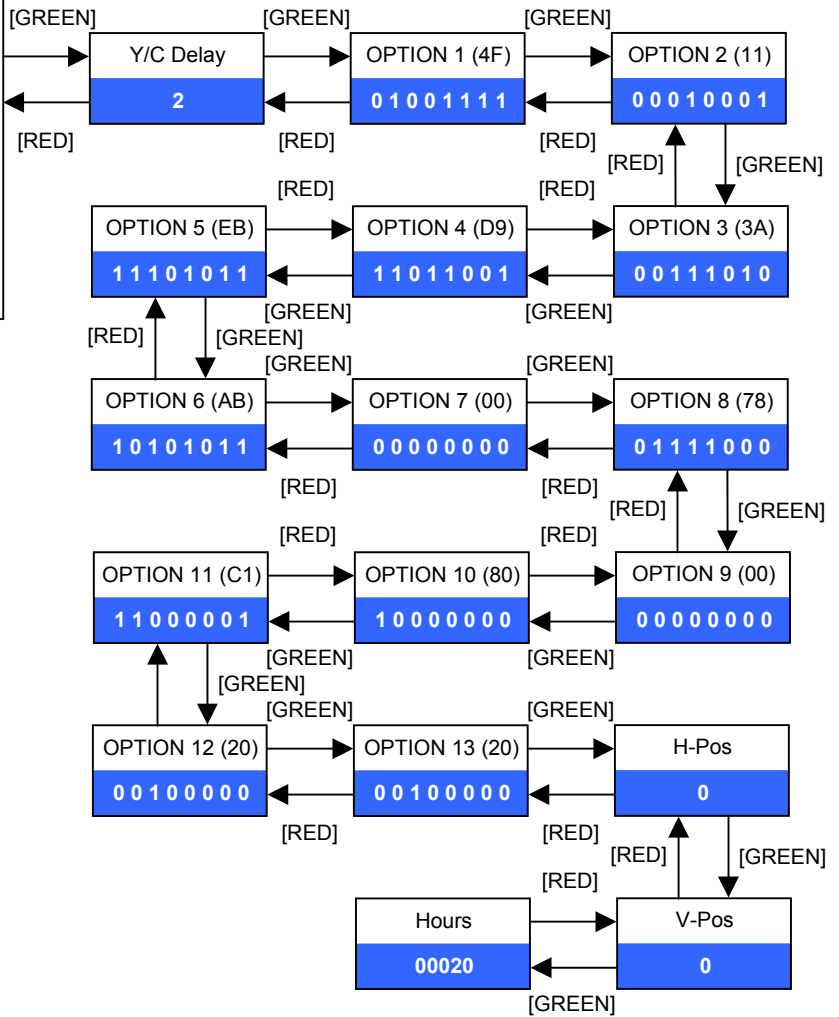 [GREEN] [GREEN] [GREEN]
Y/C Delay OPTION 1 (4F) OPTION 2 (11)
2 0 1 0 0 1 1 1 1 0 0 0 1 0 0 0 1
[RED] [RED] [RED]
[RED] [GREEN]
[RED] [RED]
OPTION 5 (EB) OPTION 4 (D9) OPTION 3 (3A)
1 1 1 0 1 0 1 1 1 1 0 1 1 0 0 1 0 0 1 1 1 0 1 0
[GREEN] [GREEN]
[RED] [GREEN]
[GREEN] [GREEN]
OPTION 6 (AB) OPTION 7 (00) OPTION 8 (78)
1 0 1 0 1 0 1 1 0 0 0 0 0 0 0 0 0 1 1 1 1 0 0 0
[RED] [RED]
[RED] [GREEN]
[RED] [RED]
OPTION 11 (C1) OPTION 10 (80) OPTION 9 (00)
1 1 0 0 0 0 0 1 1 0 0 0 0 0 0 0 0 0 0 0 0 0 0 0
[GREEN] [GREEN]
[GREEN]
[GREEN] [GREEN]
OPTION 12 (20) OPTION 13 (20) H-Pos
0 0 1 0 0 0 0 0 0 0 1 0 0 0 0 0 0
[RED] [RED]
[RED] [GREEN]
[RED]
Hours V-Pos
00020 0
[GREEN]